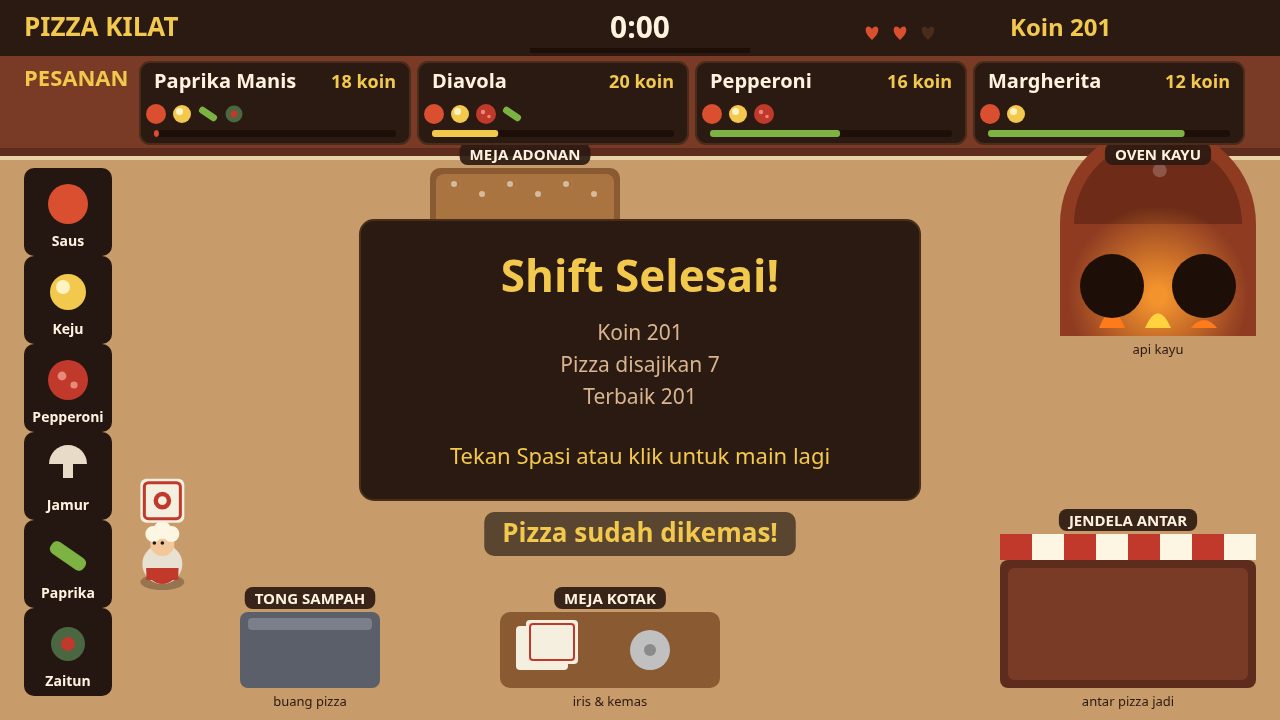 PIZZA KILAT
0:00
Koin 201
PESANAN
Paprika Manis 18 koin
Diavola 20 koin
Pepperoni 16 koin
Margherita 12 koin
MEJA ADONAN
OVEN KAYU
Saus
Keju
Pepperoni
Jamur
Paprika
Zaitun
Shift Selesai!
Koin 201
Pizza disajikan 7
Terbaik 201
Tekan Spasi atau klik untuk main lagi
api kayu
Pizza sudah dikemas!
JENDELA ANTAR
TONG SAMPAH
MEJA KOTAK
buang pizza
iris & kemas
antar pizza jadi